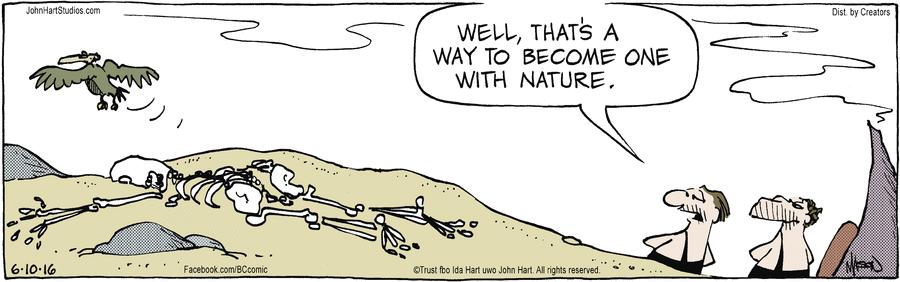 JohnHartStudios.com
Dist. by Creators
WELL, THAT'S A
WAY TO BECOME ONE
WITH NATURE.
6·10·16
Facebook.com/BCcomic
©Trust fbo Ida Hart uwo John Hart. All rights reserved.
MASON